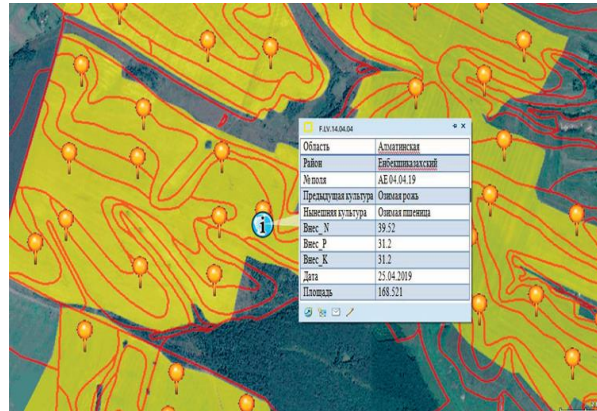 F.LV.14.04.04
Область Алматинская
Район Енбекшиказахский
№ поля АЕ 04.04.19
Предыдущая культура Озимая рожь
Нынешняя культура Озимая пшеница
Внес_N 39.52
Внес_P 31.2
Внес_K 31.2
Дата 25.04.2019
Площадь 168.521